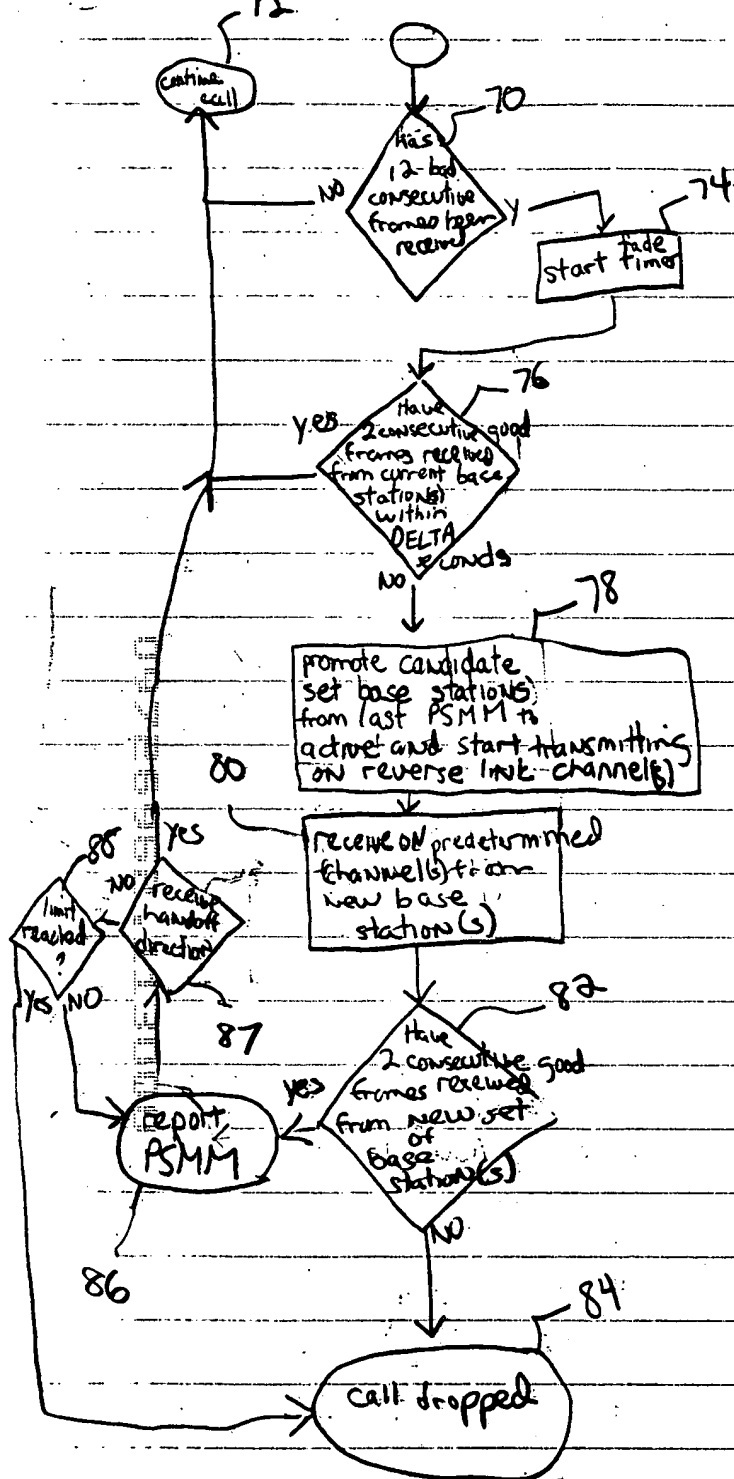 72
continue
call
70
Has
12 bad
consecutive
frames been
received
NO
Y
74
start fade
timer
76
Have
2 consecutive good
frames received
from current base
station(s)
within
DELTA
seconds
yes
NO
78
promote candidate
set base station(s)
from last PSMM to
active and start transmitting
on reverse link channel(s)
80
receive on predetermined
channel(s) from
new base
station(s)
82
Have
2 consecutive good
frames received
from new set
of
base
station(s)
yes
NO
report
PSMM
86
87
receive
handoff
direction
yes
NO
88
limit
reached
?
yes NO
84
call dropped